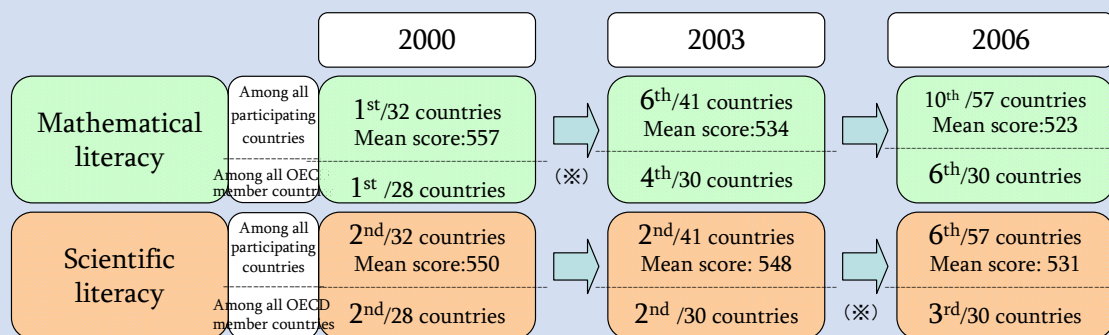 2000
2003
2006
Mathematical
literacy
Among all
participating
countries
Among all OEC
member countri
1st/32 countries
Mean score:557
1st /28 countries
(※)
6th/41 countries
Mean score:534
4th/30 countries
10th /57 countries
Mean score:523
6th/30 countries
Scientific
literacy
Among all
participating
countries
Among all OECD
member countries
2nd/32 countries
Mean score:550
2nd/28 countries
2nd/41 countries
Mean score: 548
2nd /30 countries
(※)
6th/57 countries
Mean score: 531
3rd/30 countries